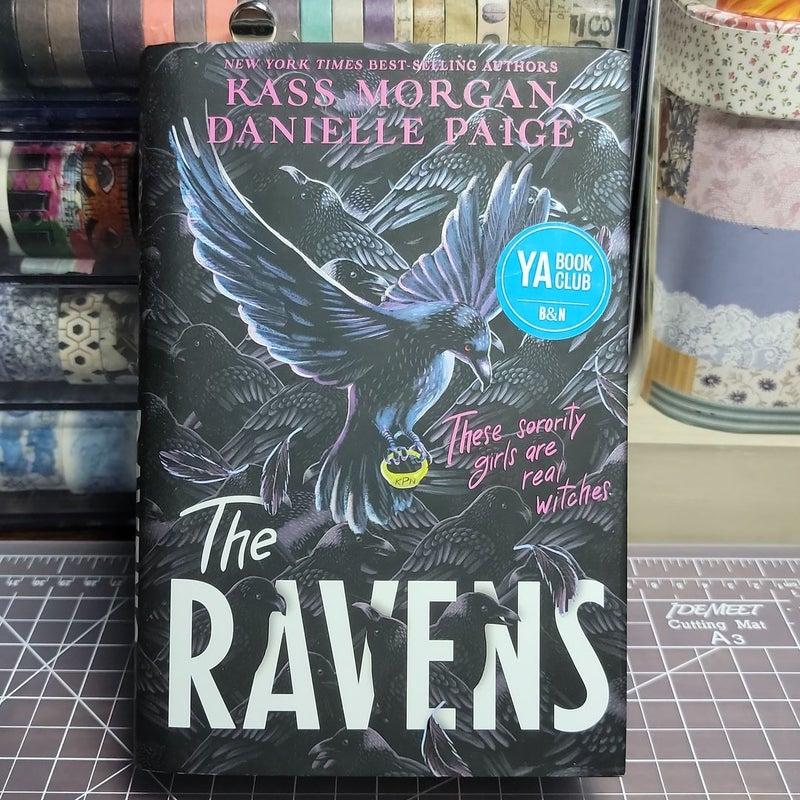 NEW YORK TIMES BEST-SELLING AUTHORS
KASS MORGAN
DANIELLE PAIGE
YA BOOK
CLUB
B&N
These sorority
girls are
real
witches
KPN
The
RAVENS
IDEMEET
Cutting Mat
A3